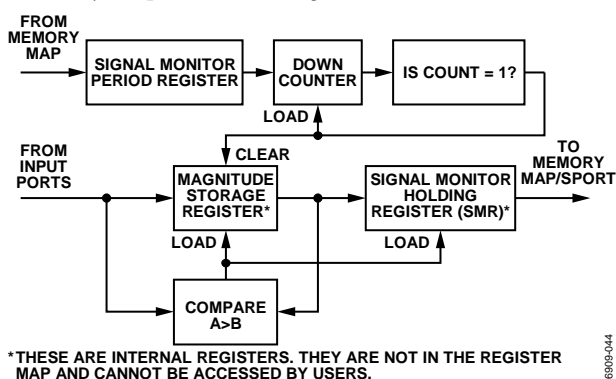 FROM
MEMORY
MAP
SIGNAL MONITOR
PERIOD REGISTER
DOWN
COUNTER
IS COUNT = 1?
LOAD
CLEAR
FROM
INPUT
PORTS
MAGNITUDE
STORAGE
REGISTER*
SIGNAL MONITOR
HOLDING
REGISTER (SMR)*
TO
MEMORY
MAP/SPORT
LOAD
LOAD
COMPARE
A>B
*THESE ARE INTERNAL REGISTERS. THEY ARE NOT IN THE REGISTER
MAP AND CANNOT BE ACCESSED BY USERS.
6909-044